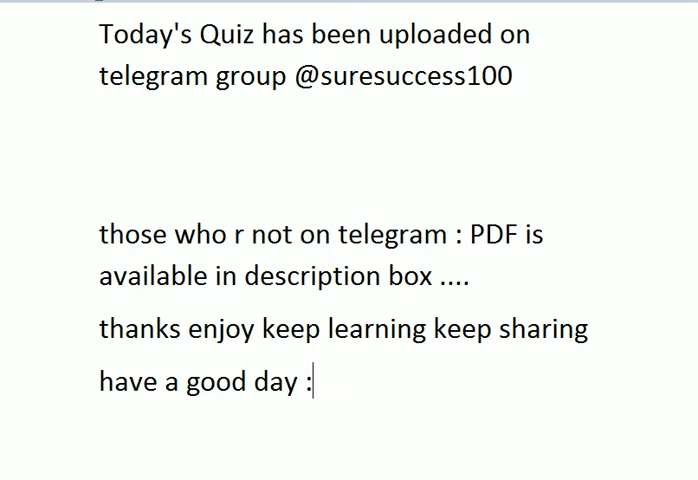 Today's Quiz has been uploaded on
telegram group @suresuccess100
those who r not on telegram : PDF is
available in description box ....
thanks enjoy keep learning keep sharing
have a good day :